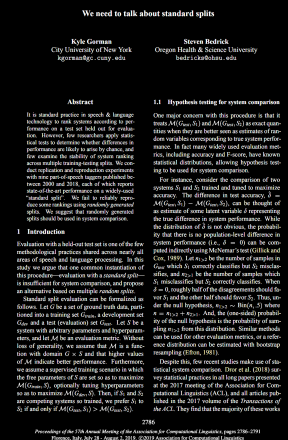 We need to talk about standard splits
Kyle Gorman
City University of New York
kgorman@gc.cuny.edu
Steven Bedrick
Oregon Health & Science University
bedricks@ohsu.edu
Abstract
It is standard practice in speech & language
technology to rank systems according to per-
formance on a test set held out for evalua-
tion. However, few researchers apply statis-
tical tests to determine whether differences in
performance are likely to arise by chance, and
few examine the stability of system ranking
across multiple training-testing splits. We con-
duct replication and reproduction experiments
with nine part-of-speech taggers published be-
tween 2000 and 2018, each of which reports
state-of-the-art performance on a widely-used
"standard split". We fail to reliably repro-
duce some rankings using randomly generated
splits. We suggest that randomly generated
splits should be used in system comparison.
1 Introduction
Evaluation with a held-out test set is one of the few
methodological practices shared across nearly all
areas of speech and language processing. In this
study we argue that one common instantiation of
this procedure—evaluation with a standard split—
is insufficient for system comparison, and propose
an alternative based on multiple random splits.
Standard split evaluation can be formalized as
follows. Let G be a set of ground truth data, parti-
tioned into a training set Gtrain, a development set
Gdev and a test (evaluation) set Gtest. Let S be a
system with arbitrary parameters and hyperparam-
eters, and let M be an evaluation metric. Without
loss of generality, we assume that M is a func-
tion with domain G × S and that higher values
of M indicate better performance. Furthermore,
we assume a supervised training scenario in which
the free parameters of S are set so as to maximize
M(Gtrain, S), optionally tuning hyperparameters
so as to maximize M(Gdev, S). Then, if S1 and S2
are competing systems so trained, we prefer S1 to
S2 if and only if M(Gtest, S1) > M(Gtest, S2).
1.1 Hypothesis testing for system comparison
One major concern with this procedure is that it
treats M(Gtest, S1) and M(Gtest, S2) as exact quan-
tities when they are better seen as estimates of ran-
dom variables corresponding to true system perfor-
mance. In fact many widely used evaluation met-
rics, including accuracy and F-score, have known
statistical distributions, allowing hypothesis test-
ing to be used for system comparison.
For instance, consider the comparison of two
systems S1 and S2 trained and tuned to maximize
accuracy. The difference in test accuracy, δ̂ =
M(Gtest, S1) − M(Gtest, S2), can be thought of
as estimate of some latent variable δ representing
the true difference in system performance. While
the distribution of δ̂ is not obvious, the probabil-
ity that there is no population-level difference in
system performance (i.e., δ = 0) can be com-
puted indirectly using McNemar's test (Gillick and
Cox, 1989). Let n1>2 be the number of samples in
Gtest which S1 correctly classifies but S2 misclas-
sifies, and n2>1 be the number of samples which
S1 misclassifies but S2 correctly classifies. When
δ = 0, roughly half of the disagreements should fa-
vor S1 and the other half should favor S2. Thus, un-
der the null hypothesis, n1>2 ∼ Bin(n, .5) where
n = n1>2 + n2>1. And, the (one-sided) probabil-
ity of the null hypothesis is the probability of sam-
pling n1>2 from this distribution. Similar methods
can be used for other evaluation metrics, or a refer-
ence distribution can be estimated with bootstrap
resampling (Efron, 1981).
Despite this, few recent studies make use of sta-
tistical system comparison. Dror et al. (2018) sur-
vey statistical practices in all long papers presented
at the 2017 meeting of the Association for Compu-
tational Linguistics (ACL), and all articles pub-
lished in the 2017 volume of the Transactions of
the ACL. They find that the majority of these works
2786
Proceedings of the 57th Annual Meeting of the Association for Computational Linguistics, pages 2786–2791
Florence, Italy, July 28 - August 2, 2019. ©2019 Association for Computational Linguistics